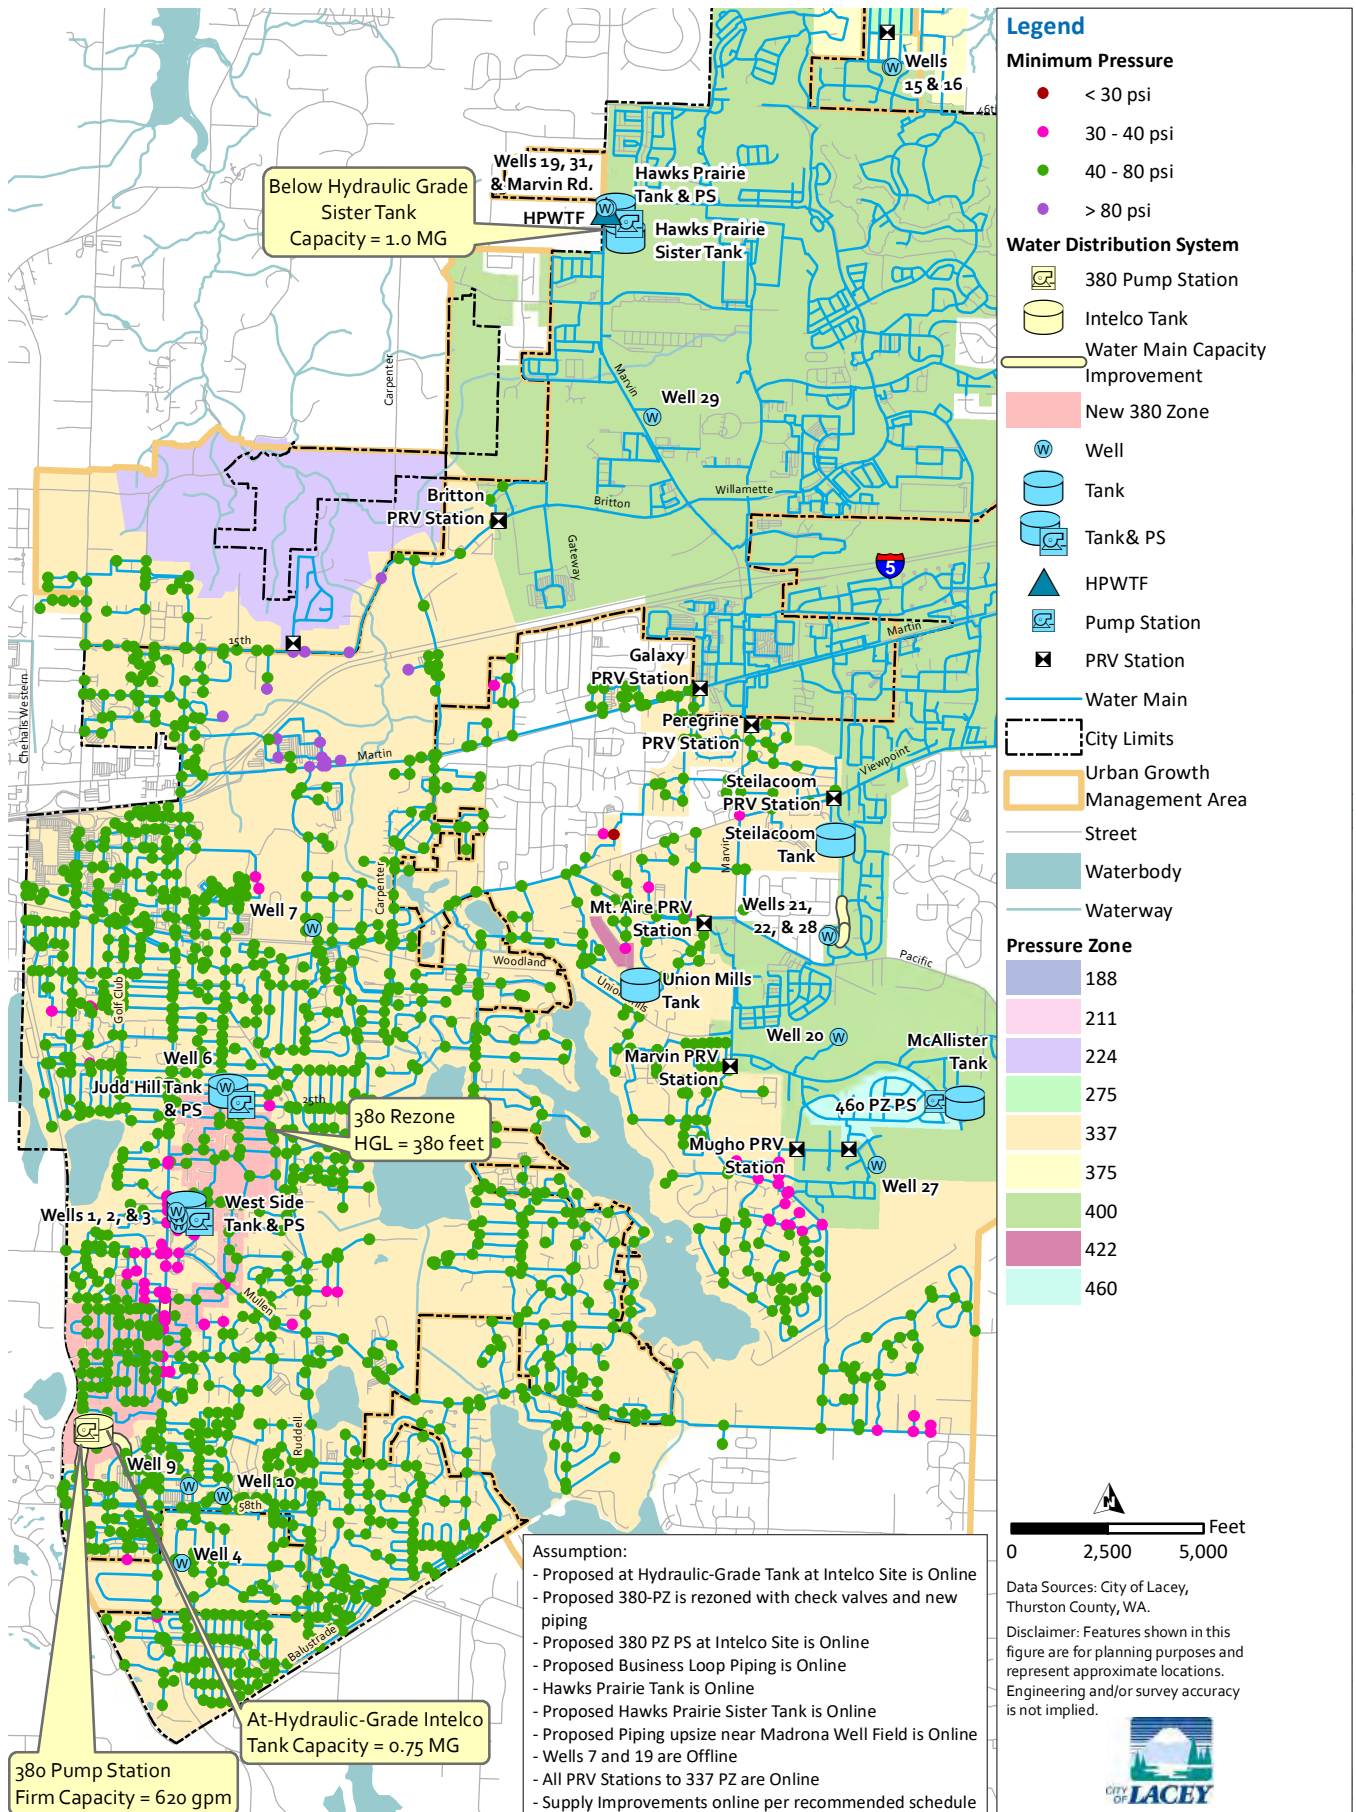 Wells
15 & 16
46th
Wells 19, 31,
& Marvin Rd.
Hawks Prairie
Tank & PS
HPWTF
Hawks Prairie
Sister Tank
Below Hydraulic Grade
Sister Tank
Capacity = 1.0 MG
Carpenter
Marvin
Well 29
Willamette
Britton
Britton
PRV Station
Gateway
5
15th
Martin
Galaxy
PRV Station
Peregrine
PRV Station
Chehalis Western
Martin
Viewpoint
Steilacoom
PRV Station
Steilacoom
Tank
Marvin
Carpenter
Well 7
Mt. Aire PRV
Station
Wells 21,
22, & 28
Woodland
Pacific
Union Mills
Union Mills
Tank
Golf Club
Well 20
McAllister
Tank
Well 6
Judd Hill Tank
& PS
25th
Marvin PRV
Station
460 PZ PS
380 Rezone
HGL = 380 feet
Mugho PRV
Station
Well 27
Wells 1, 2, & 3
West Side
Tank & PS
Mullen
Ruddell
Well 9
Well 10
58th
Well 4
Balustrade
At-Hydraulic-Grade Intelco
Tank Capacity = 0.75 MG
380 Pump Station
Firm Capacity = 620 gpm
Assumption:
- Proposed at Hydraulic-Grade Tank at Intelco Site is Online
- Proposed 380-PZ is rezoned with check valves and new
piping
- Proposed 380 PZ PS at Intelco Site is Online
- Proposed Business Loop Piping is Online
- Hawks Prairie Tank is Online
- Proposed Hawks Prairie Sister Tank is Online
- Proposed Piping upsize near Madrona Well Field is Online
- Wells 7 and 19 are Offline
- All PRV Stations to 337 PZ are Online
- Supply Improvements online per recommended schedule
Legend
Minimum Pressure
< 30 psi
30 - 40 psi
40 - 80 psi
> 80 psi
Water Distribution System
380 Pump Station
Intelco Tank
Water Main Capacity
Improvement
New 380 Zone
W Well
Tank
Tank& PS
HPWTF
Pump Station
PRV Station
Water Main
City Limits
Urban Growth
Management Area
Street
Waterbody
Waterway
Pressure Zone
188
211
224
275
337
375
400
422
460
N
Feet
0 2,500 5,000
Data Sources: City of Lacey,
Thurston County, WA.
Disclaimer: Features shown in this
figure are for planning purposes and
represent approximate locations.
Engineering and/or survey accuracy
is not implied.
CITY OF LACEY